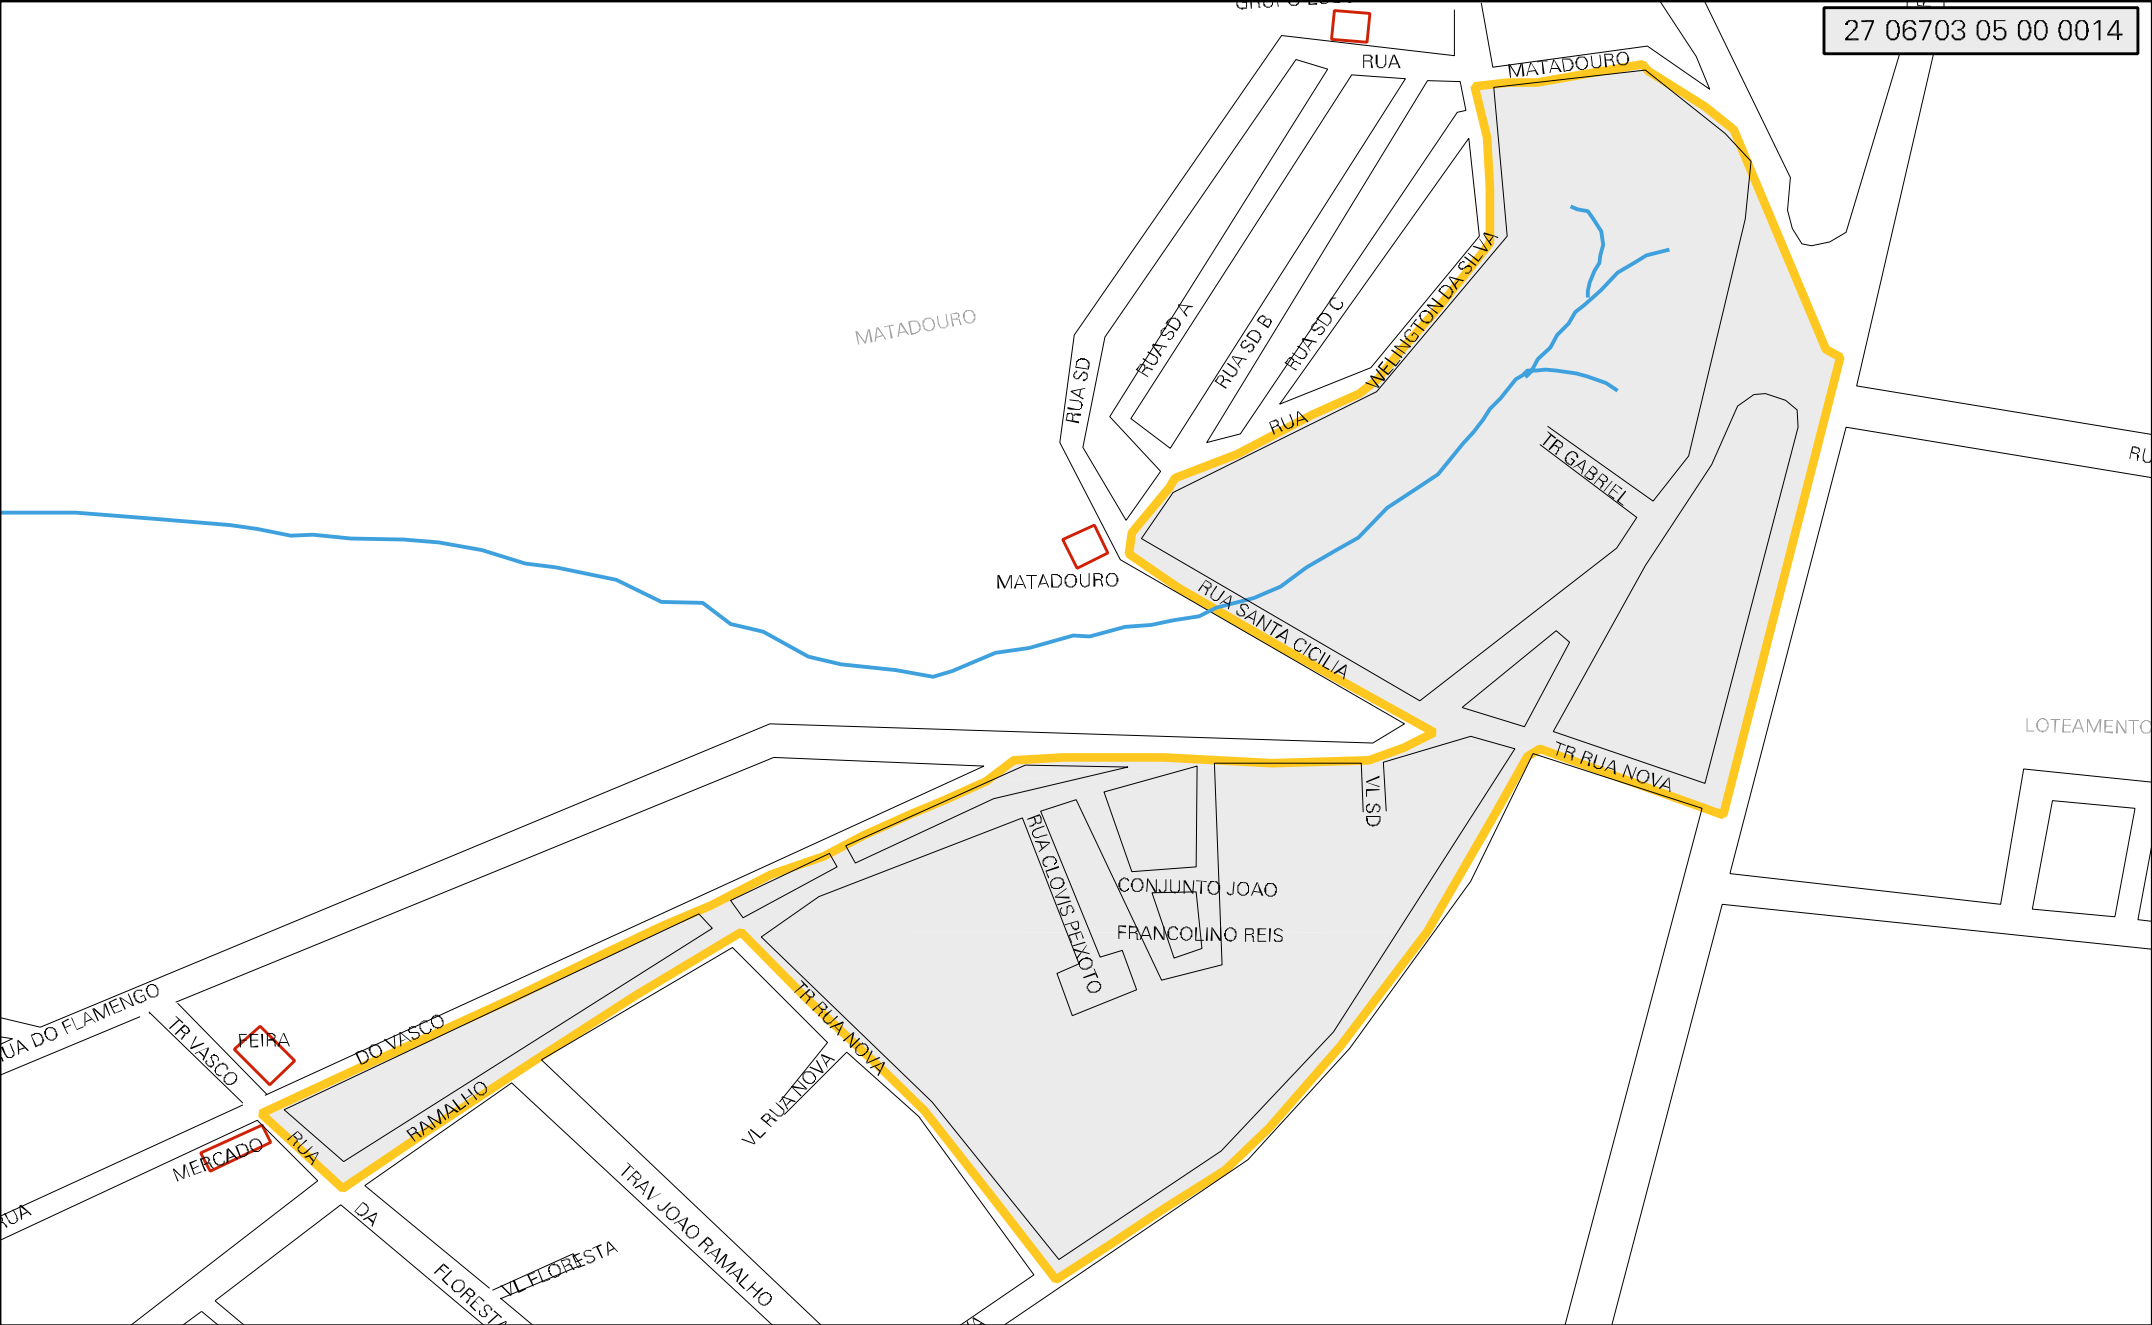 27 06703 05 00 0014
RUA
MATADOURO
WELINGTON DA SILVA
MATADOURO
RUA SD A
RUA SD B
RUA SD C
RUA SD
RUA
TR GABRIEL
MATADOURO
RUA SANTA CICILIA
LOTEAMENTO
TR RUA NOVA
VL SD
RUA CLOVIS PEIXOTO
CONJUNTO JOAO
FRANCOLINO REIS
RUA DO FLAMENGO
TR VASCO
FEIRA
DO VASCO
TR RUA NOVA
VL RUA NOVA
RAMALHO
RUA
MERCADO
RUA
DA
TRAV JOAO RAMALHO
VL FLORESTA
FLORESTA